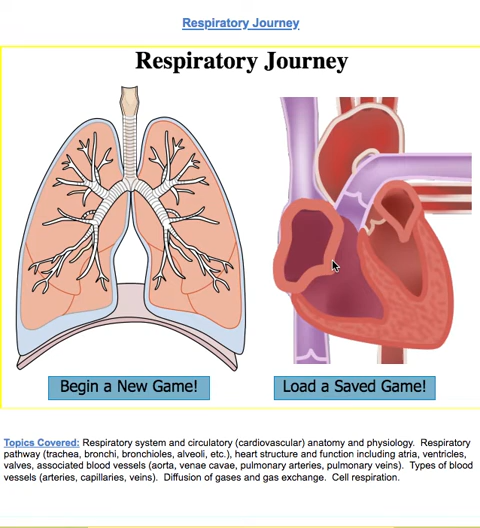 Respiratory Journey
Respiratory Journey
Begin a New Game!
Load a Saved Game!
Topics Covered: Respiratory system and circulatory (cardiovascular) anatomy and physiology.  Respiratory
pathway (trachea, bronchi, bronchioles, alveoli, etc.), heart structure and function including atria, ventricles,
valves, associated blood vessels (aorta, venae cavae, pulmonary arteries, pulmonary veins).  Types of blood
vessels (arteries, capillaries, veins).  Diffusion of gases and gas exchange.  Cell respiration.